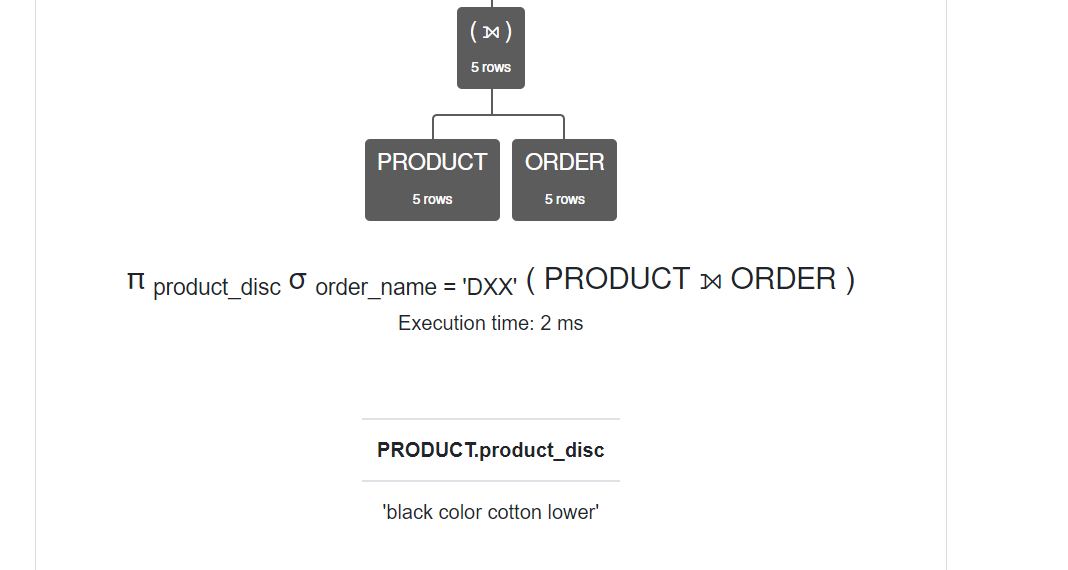 ( ⨝ )
5 rows
PRODUCT ORDER
5 rows 5 rows
π product_disc σ order_name = 'DXX' ( PRODUCT ⨝ ORDER )
Execution time: 2 ms
PRODUCT.product_disc
'black color cotton lower'